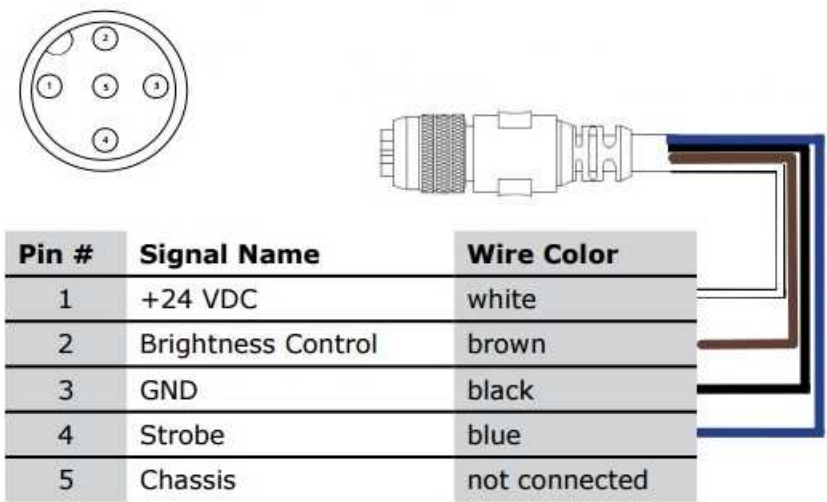 2
1 5 3
4
Pin # Signal Name Wire Color
1 +24 VDC white
2 Brightness Control brown
3 GND black
4 Strobe blue
5 Chassis not connected